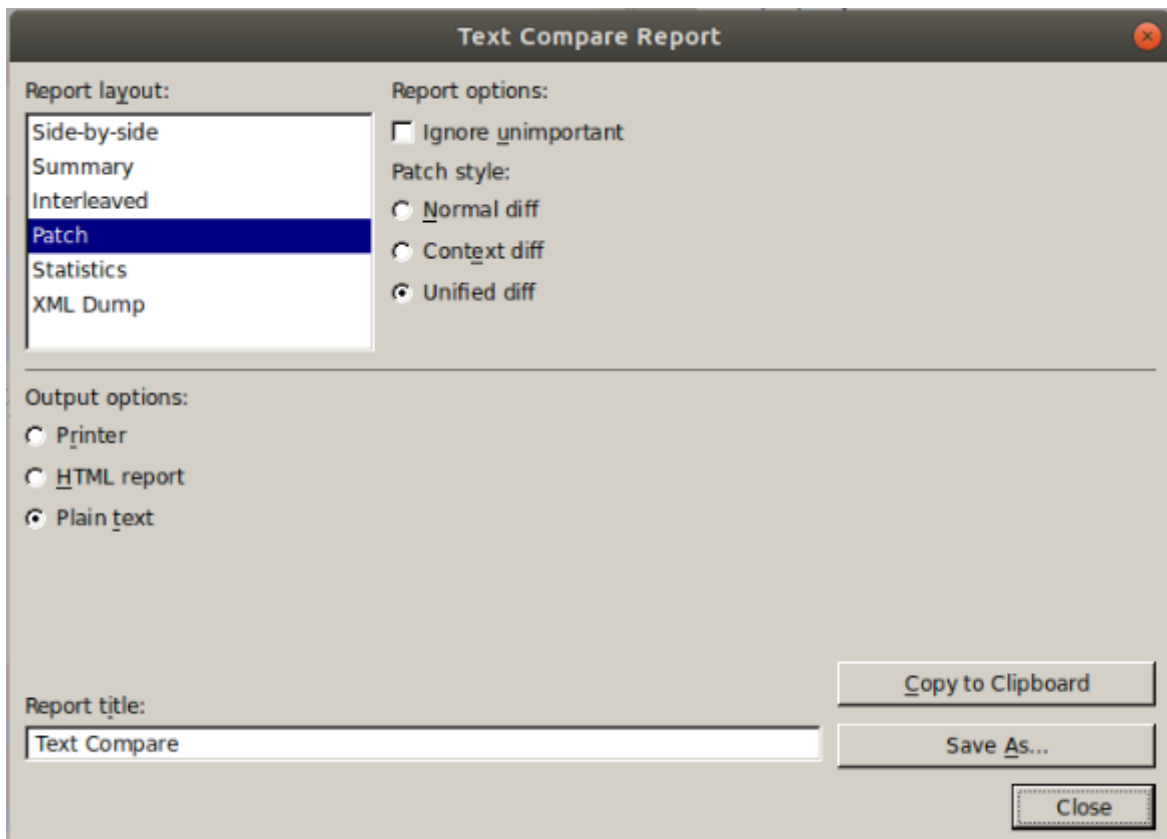 Text Compare Report
Report layout:
Side-by-side
Summary
Interleaved
Patch
Statistics
XML Dump
Report options:
Ignore unimportant
Patch style:
Normal diff
Context diff
Unified diff
Output options:
Printer
HTML report
Plain text
Report title:
Text Compare
Copy to Clipboard
Save As...
Close